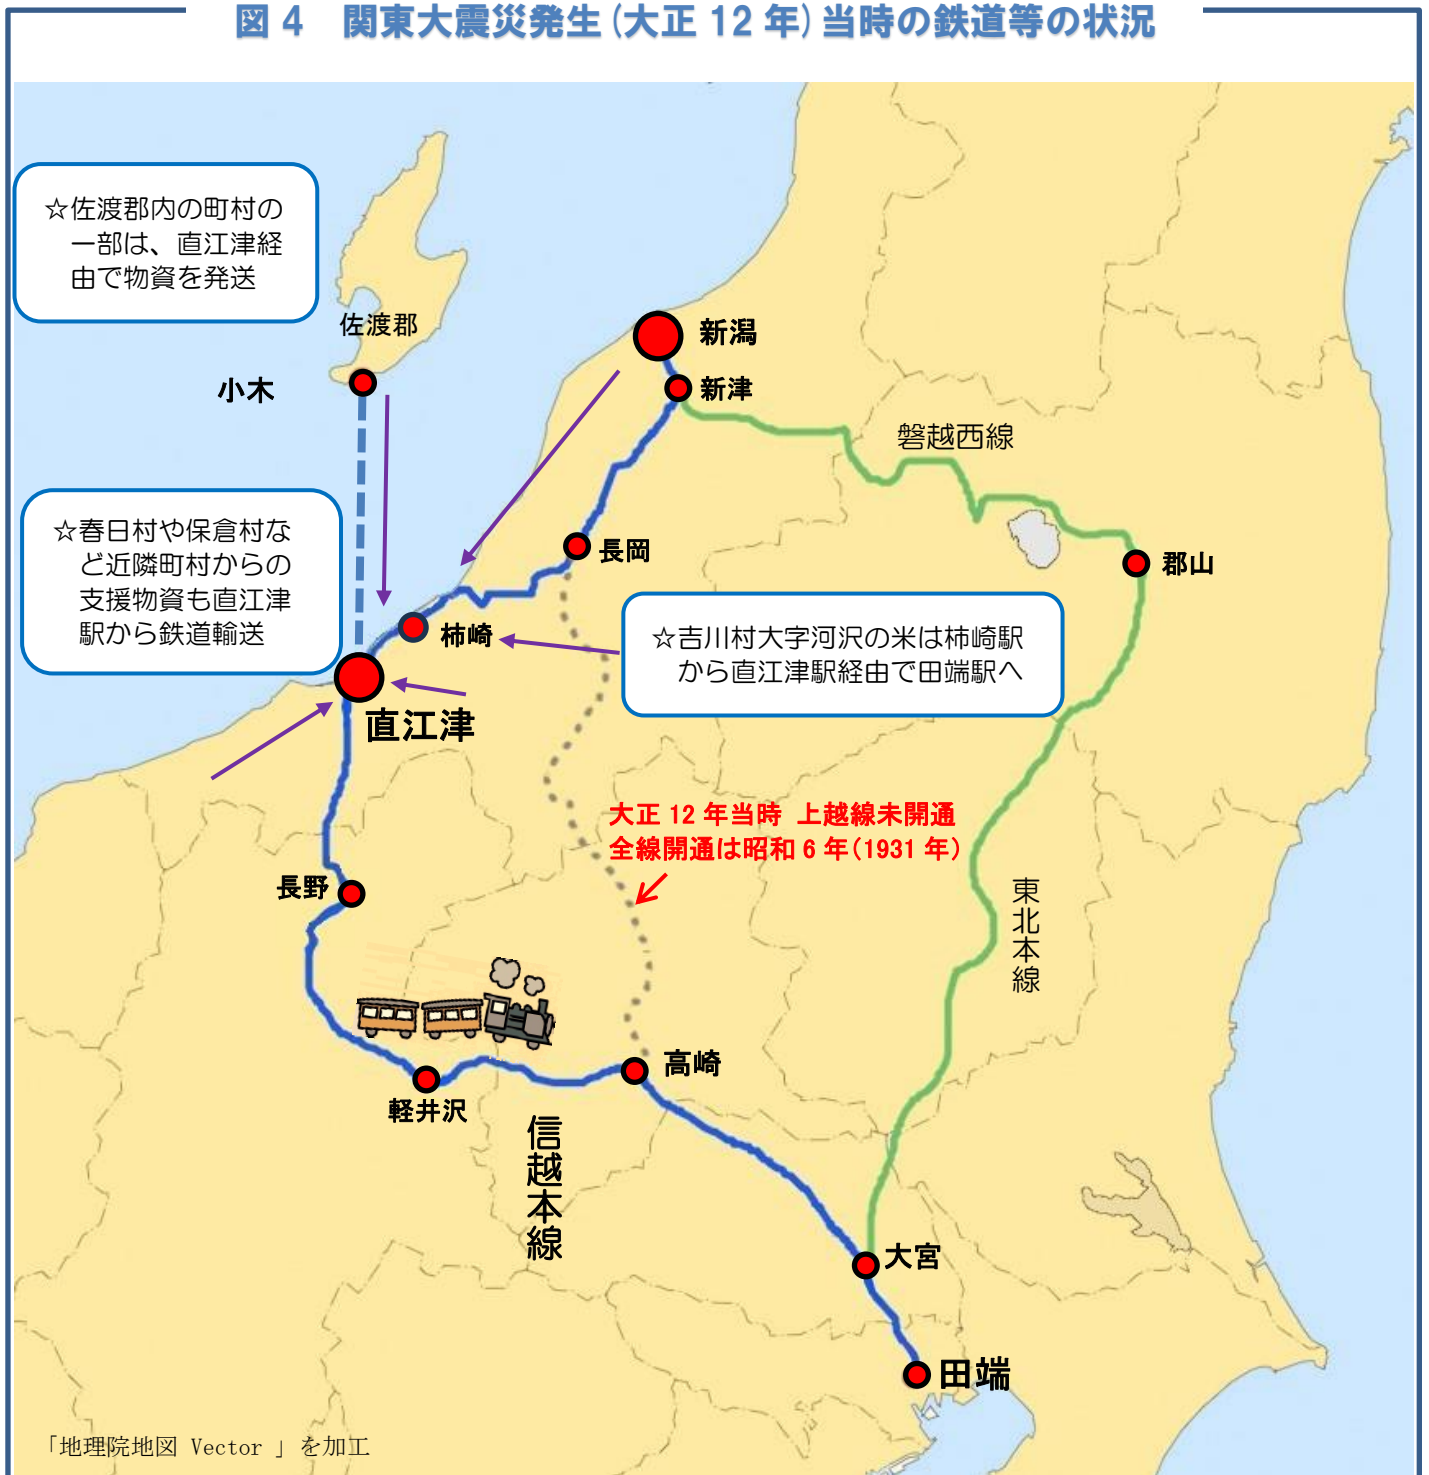 図4 関東大震災発生(大正12年)当時の鉄道等の状況
☆佐渡郡内の町村の
一部は、直江津経
由で物資を発送
佐渡郡
小木
新潟
新津
磐越西線
☆春日村や保倉村な
ど近隣町村からの
支援物資も直江津
駅から鉄道輸送
長岡
郡山
柿崎
☆吉川村大字河沢の米は柿崎駅
から直江津駅経由で田端駅へ
直江津
大正12年当時 上越線未開通
全線開通は昭和6年(1931年)
長野
東北本線
高崎
軽井沢
信越本線
大宮
田端
「地理院地図 Vector 」を加工